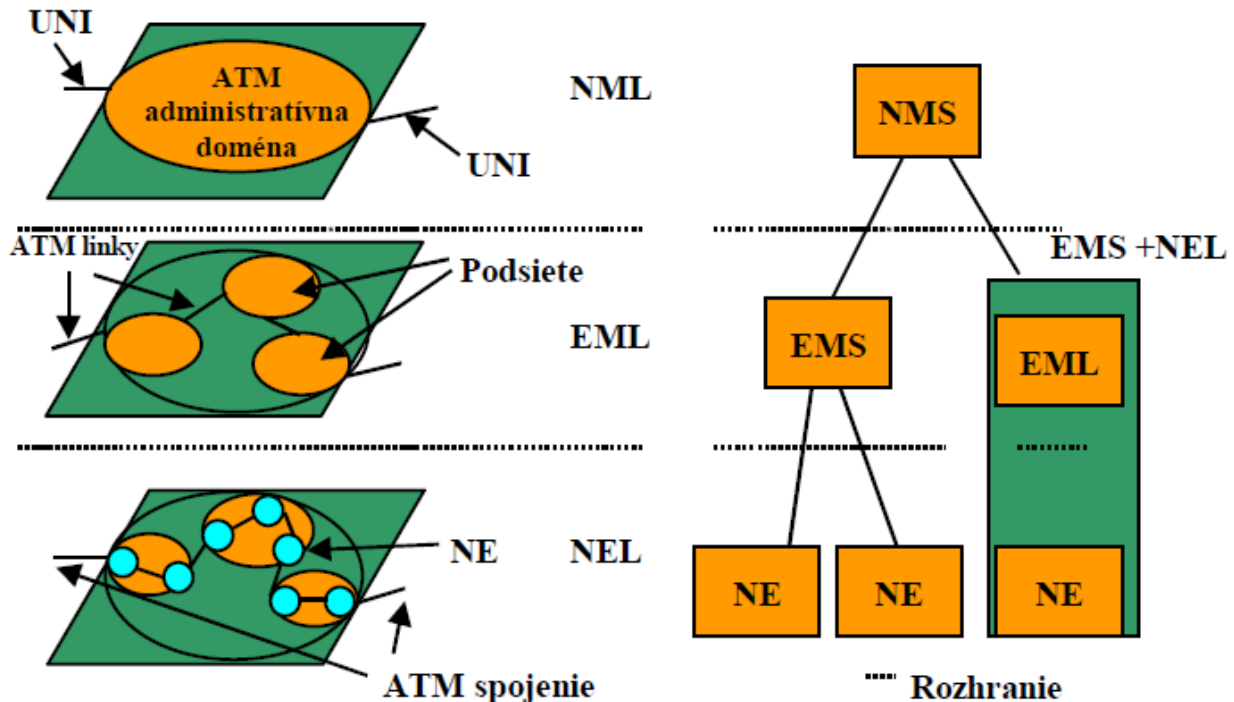 UNI
ATM
administratívna
doména
UNI
NML
NMS
ATM linky
Podsiete
EML
EMS +NEL
EMS
EML
NE
NEL
NE
NE
NE
ATM spojenie
Rozhranie